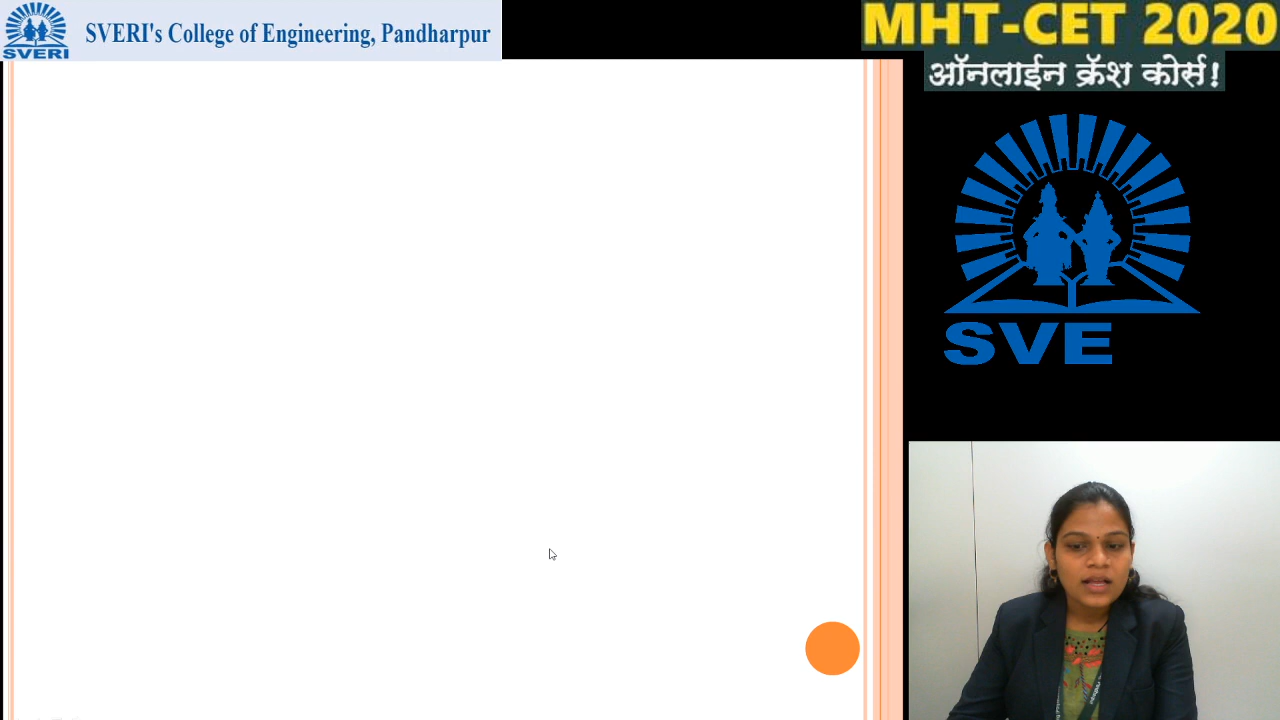 SVERI
SVERI's College of Engineering, Pandharpur
MHT-CET 2020
ऑनलाईन क्रॅश कोर्स!
SVE